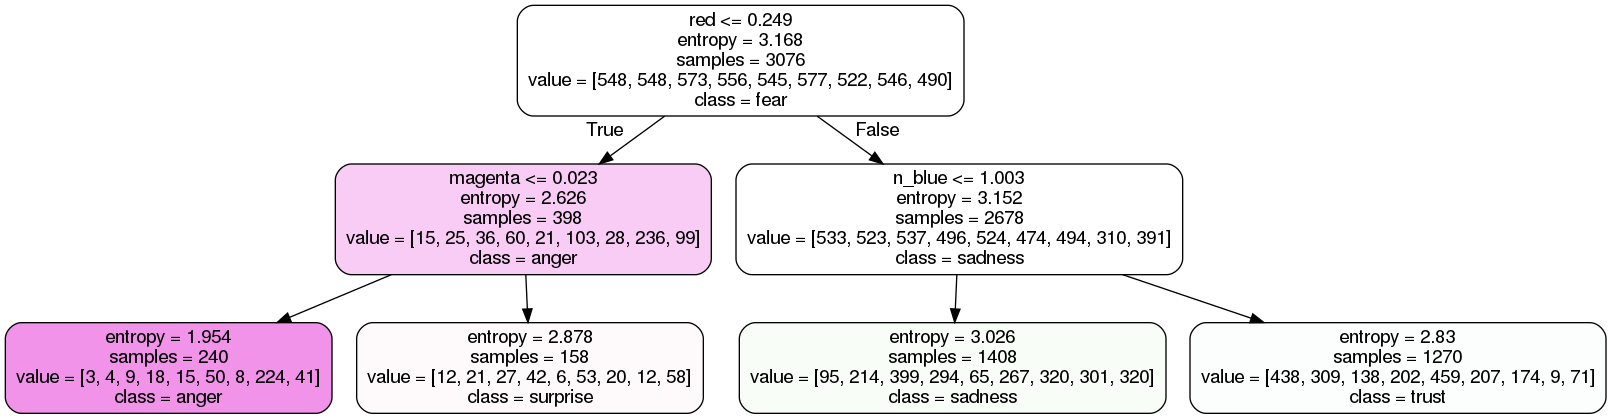 red <= 0.249
entropy = 3.168
samples = 3076
value = [548, 548, 573, 556, 545, 577, 522, 546, 490]
class = fear
True
False
magenta <= 0.023
entropy = 2.626
samples = 398
value = [15, 25, 36, 60, 21, 103, 28, 236, 99]
class = anger
n_blue <= 1.003
entropy = 3.152
samples = 2678
value = [533, 523, 537, 496, 524, 474, 494, 310, 391]
class = sadness
entropy = 1.954
samples = 240
value = [3, 4, 9, 18, 15, 50, 8, 224, 41]
class = anger
entropy = 2.878
samples = 158
value = [12, 21, 27, 42, 6, 53, 20, 12, 58]
class = surprise
entropy = 3.026
samples = 1408
value = [95, 214, 399, 294, 65, 267, 320, 301, 320]
class = sadness
entropy = 2.83
samples = 1270
value = [438, 309, 138, 202, 459, 207, 174, 9, 71]
class = trust